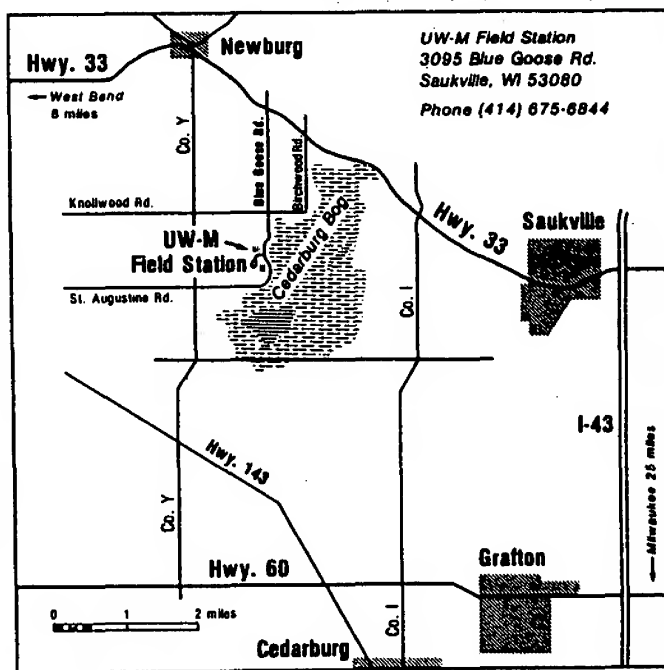 Newburg
UW-M Field Station
3095 Blue Goose Rd.
Saukville, WI 53080
Phone (414) 675-6844
Hwy. 33
← West Bend
6 miles
Co. Y
Blue Goose Rd.
Birchwood Rd.
Knollwood Rd.
UW-M
Field Station
Cedarburg Bog
Hwy. 33
Saukville
St. Augustine Rd.
Co. I
I-43
Hwy. 143
Milwaukee 25 miles
Co. Y
Hwy. 60
Grafton
0 1 2 miles
Co. I
Cedarburg